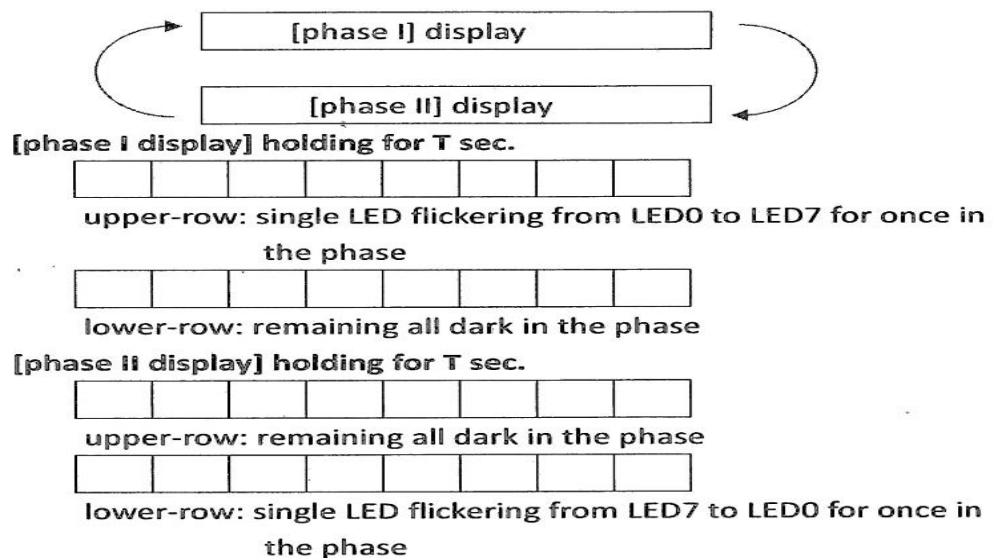 [phase I] display
[phase II] display
[phase I display] holding for T sec.
upper-row: single LED flickering from LED0 to LED7 for once in
the phase
lower-row: remaining all dark in the phase
[phase II display] holding for T sec.
upper-row: remaining all dark in the phase
lower-row: single LED flickering from LED7 to LED0 for once in
the phase